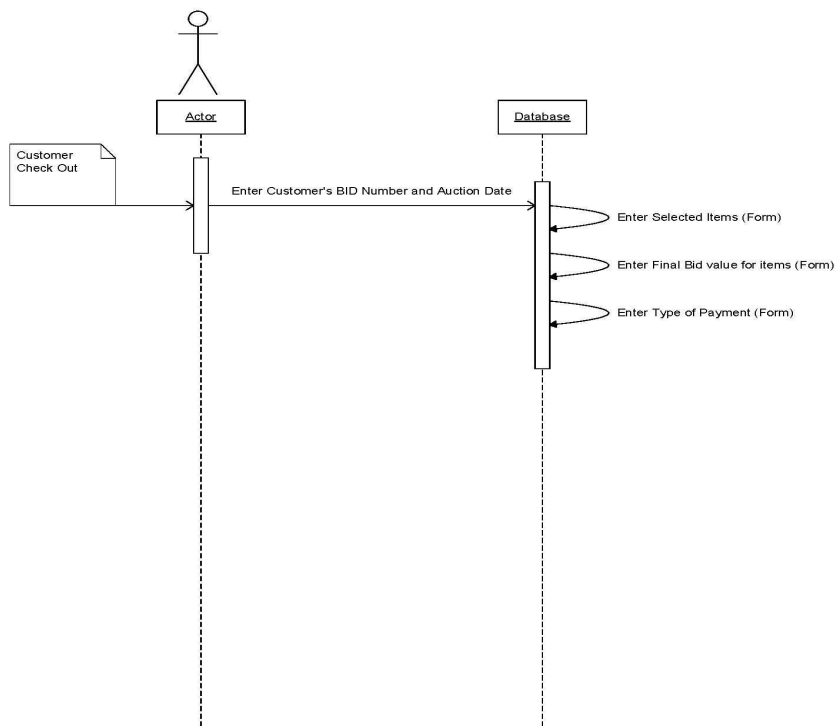 Actor
Database
Customer
Check Out
Enter Customer's BID Number and Auction Date
Enter Selected Items (Form)
Enter Final Bid value for items (Form)
Enter Type of Payment (Form)